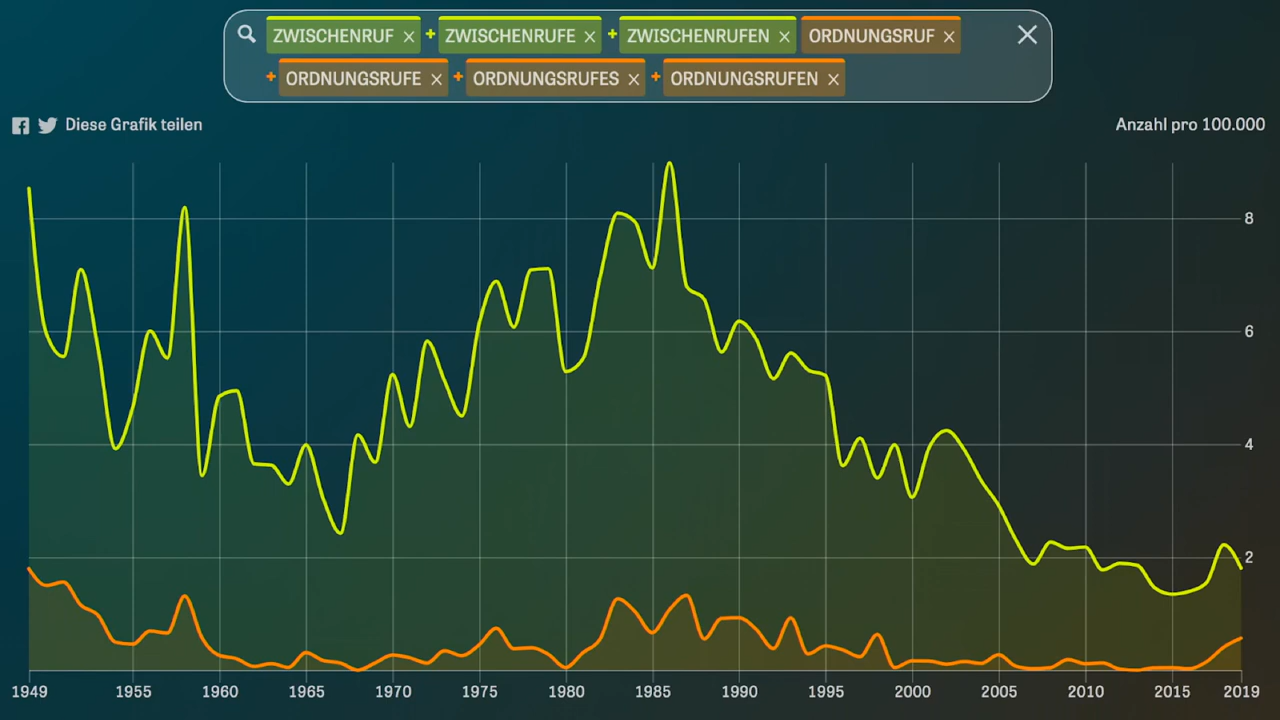 ZWISCHENRUF × + ZWISCHENRUFE × + ZWISCHENRUFEN × ORDNUNGSRUF ×
+ ORDNUNGSRUFE × + ORDNUNGSRUFES × + ORDNUNGSRUFEN ×
Diese Grafik teilen
Anzahl pro 100.000
8
6
4
2
1949 1955 1960 1965 1970 1975 1980 1985 1990 1995 2000 2005 2010 2015 2019